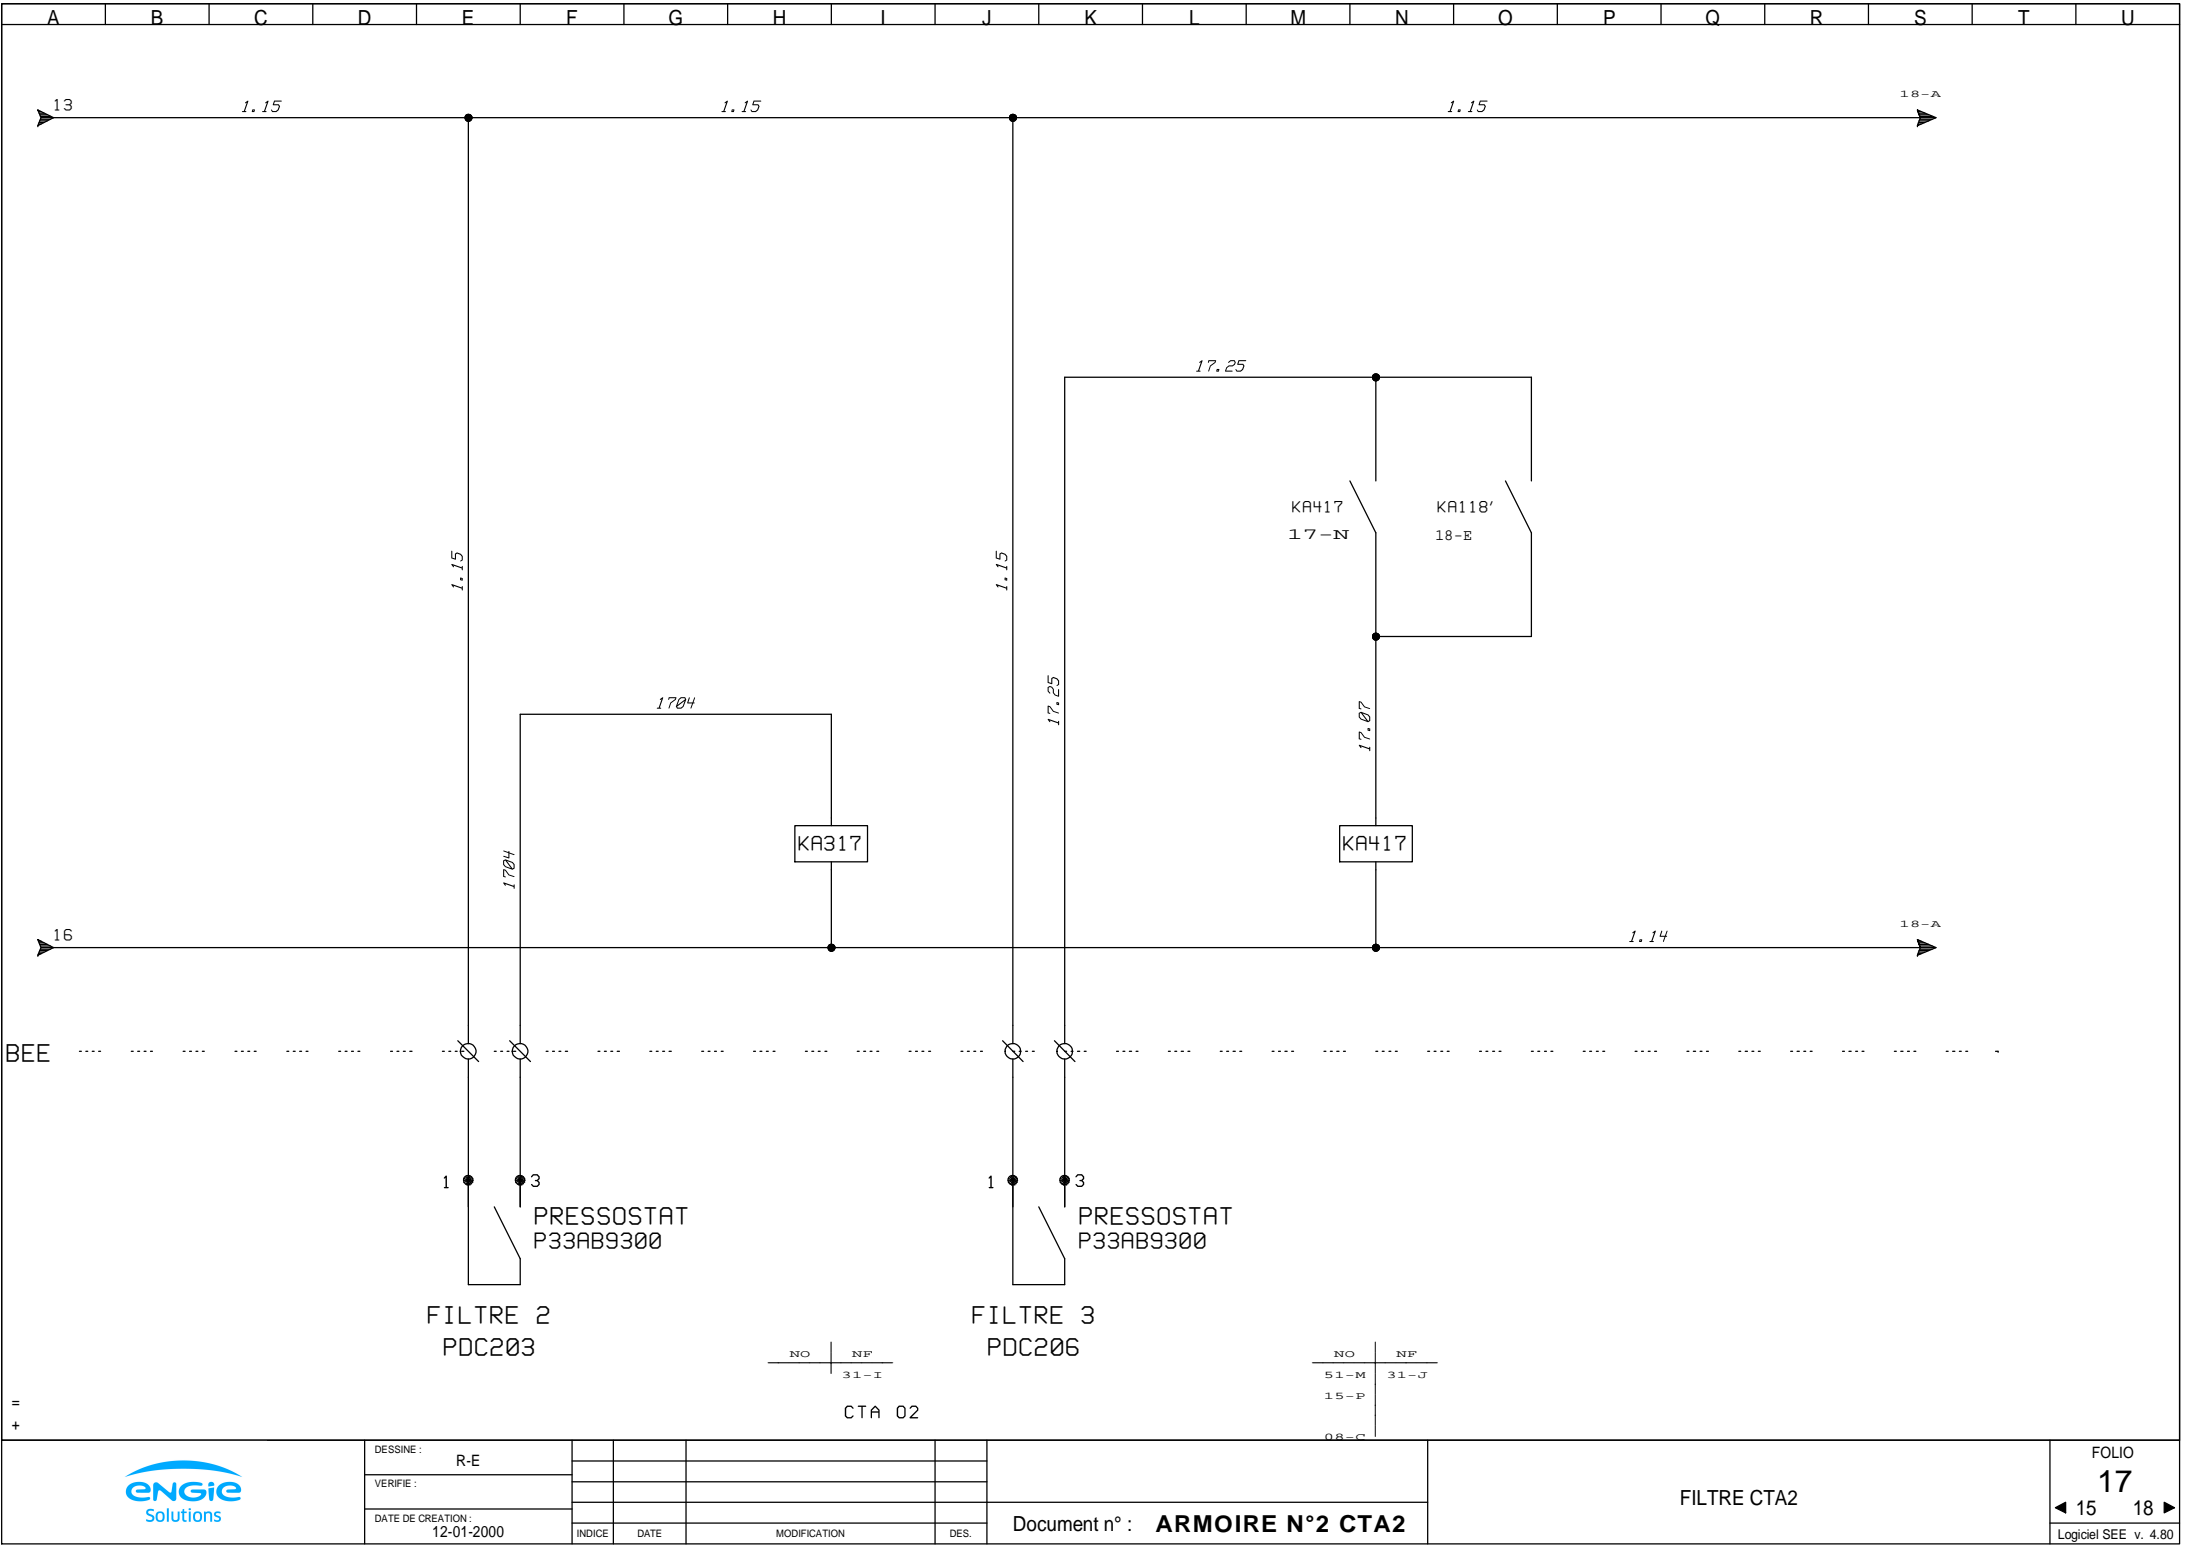 A B C D E F G H I J K L M N O P Q R S T U
13 1.15 1.15 1.15 18-A
17.25
KA417 KA118'
17-N 18-E
1.15 1.15
1704 17.25 17.07
KA317 KA417
1704
16 1.14 18-A
BEE
1 3 1 3
PRESSOSTAT PRESSOSTAT
P33AB9300 P33AB9300
FILTRE 2 FILTRE 3
PDC203 PDC206
NO NF NO NF
31-I 51-M 31-J
15-P
=
CTA 02
+
08-C
DESSINE :
R-E
VERIFIE :
DATE DE CREATION :
12-01-2000
INDICE DATE MODIFICATION DES.
Document n° : ARMOIRE N°2 CTA2
FILTRE CTA2
FOLIO
17
15 18
Logiciel SEE v. 4.80
ENGIE
Solutions